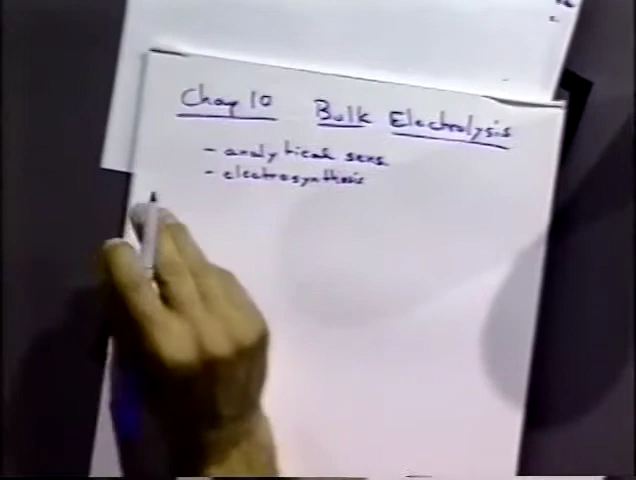 Chap 10 Bulk Electrolysis
- analytical sens
- electrosynthesis